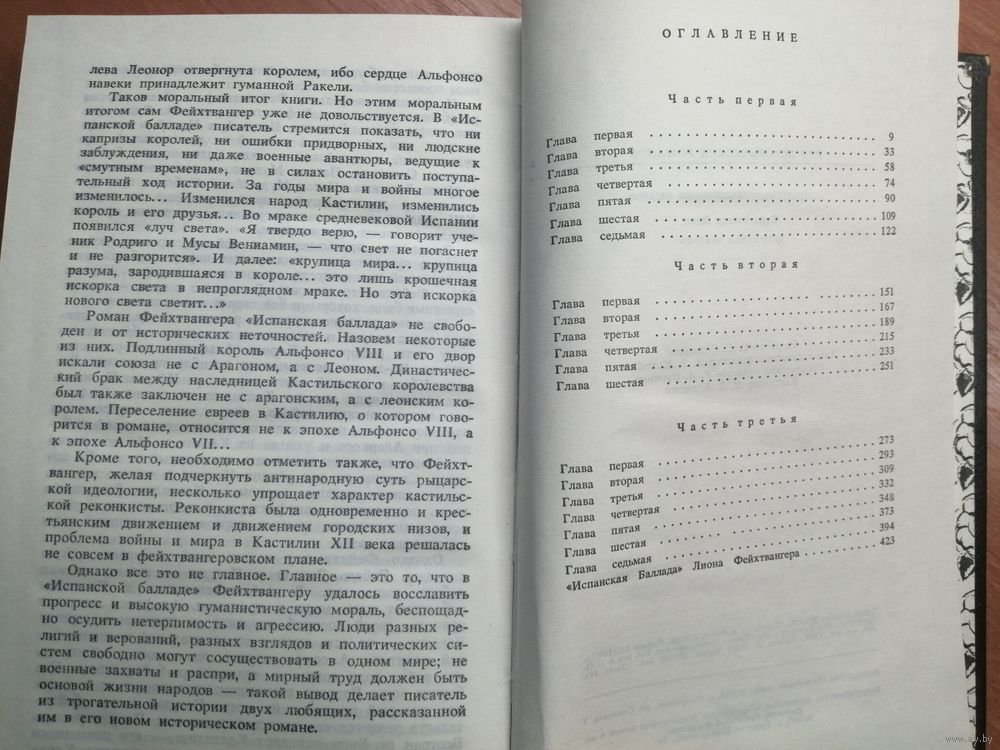 лева Леонор отвергнута королем, ибо сердце Альфонсо
навеки принадлежит гуманной Ракели.
Таков моральный итог книги. Но этим моральным
итогом сам Фейхтвангер уже не довольствуется. В «Ис-
панской балладе» писатель стремится показать, что ни
капризы королей, ни ошибки придворных, ни людские
заблуждения, ни даже военные авантюры, ведущие к
«смутным временам», не в силах остановить поступа-
тельный ход истории. За годы мира и войны многое
изменилось... Изменился народ Кастилии, изменились
король и его друзья... Во мраке средневековой Испании
появился «луч света». «Я твердо верю, — говорит уче-
ник Родриго и Мусы Вениамин, — что свет не погаснет
и не разгорится». И далее: «крупица мира... крупица
разума, зародившаяся в короле... это лишь крошечная
искорка света в непроглядном мраке. Но эта искорка
нового света светит...»
Роман Фейхтвангера «Испанская баллада» не свобо-
ден и от исторических неточностей. Назовем некоторые
из них. Подлинный король Альфонсо VIII и его двор
искали союза не с Арагоном, а с Леоном. Династичес-
кий брак между наследницей Кастильского королевства
был также заключен не с арагонским, а с леонским ко-
ролем. Переселение евреев в Кастилию, о котором гово-
рится в романе, относится не к эпохе Альфонсо VIII, а
к эпохе Альфонсо VII...
Кроме того, необходимо отметить также, что Фейхт-
вангер, желая подчеркнуть антинародную суть рыцар-
ской идеологии, несколько упрощает характер кастиль-
ской реконкисты. Реконкиста была одновременно и крес-
тьянским движением и движением городских низов, и
проблема войны и мира в Кастилии XII века решалась
не совсем в фейхтвангеровском плане.
Однако все это не главное. Главное — это то, что в
«Испанской балладе» Фейхтвангеру удалось восславить
прогресс и высокую гуманистическую мораль, беспощад-
но осудить нетерпимость и агрессию. Люди разных ре-
лигий и верований, разных взглядов и политических сис-
тем свободно могут сосуществовать в одном мире; не
военные захваты и распри, а мирный труд должен быть
основой жизни народов — такой вывод делает писатель
из трогательной истории двух любящих, рассказанной
им в его новом историческом романе.
ОГЛАВЛЕНИЕ
Часть первая
Глава первая . . . . . . . . . . . . . . . . 9
Глава вторая . . . . . . . . . . . . . . . . 33
Глава третья . . . . . . . . . . . . . . . . 58
Глава четвертая . . . . . . . . . . . . . . . . 74
Глава пятая . . . . . . . . . . . . . . . . 90
Глава шестая . . . . . . . . . . . . . . . . 109
Глава седьмая . . . . . . . . . . . . . . . . 122
Часть вторая
Глава первая . . . . . . . . . . . . . . . . 151
Глава вторая . . . . . . . . . . . . . . . . 167
Глава третья . . . . . . . . . . . . . . . . 189
Глава четвертая . . . . . . . . . . . . . . . . 215
Глава пятая . . . . . . . . . . . . . . . . 233
Глава шестая . . . . . . . . . . . . . . . . 251
Часть третья
Глава первая . . . . . . . . . . . . . . . . 273
Глава вторая . . . . . . . . . . . . . . . . 293
Глава третья . . . . . . . . . . . . . . . . 309
Глава четвертая . . . . . . . . . . . . . . . . 332
Глава пятая . . . . . . . . . . . . . . . . 348
Глава шестая . . . . . . . . . . . . . . . . 373
Глава седьмая . . . . . . . . . . . . . . . . 394
«Испанская Баллада» Лиона Фейхтвангера . . . . . . 423
www.ay.by